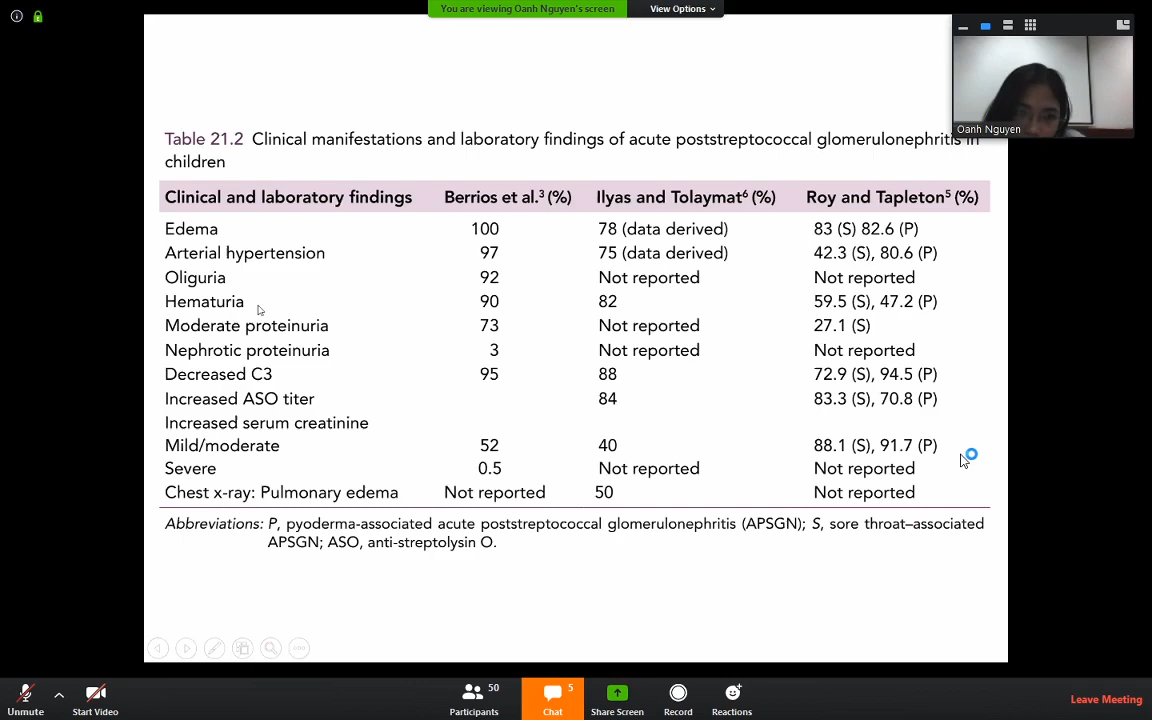 You are viewing Oanh Nguyen's screen View Options
Oanh Nguyen
Table 21.2 Clinical manifestations and laboratory findings of acute poststreptococcal glomerulonephritis in
children
Clinical and laboratory findings Berrios et al.³ (%) Ilyas and Tolaymat⁶ (%) Roy and Tapleton⁵ (%)
Edema 100 78 (data derived) 83 (S) 82.6 (P)
Arterial hypertension 97 75 (data derived) 42.3 (S), 80.6 (P)
Oliguria 92 Not reported Not reported
Hematuria 90 82 59.5 (S), 47.2 (P)
Moderate proteinuria 73 Not reported 27.1 (S)
Nephrotic proteinuria 3 Not reported Not reported
Decreased C3 95 88 72.9 (S), 94.5 (P)
Increased ASO titer 84 83.3 (S), 70.8 (P)
Increased serum creatinine
Mild/moderate 52 40 88.1 (S), 91.7 (P)
Severe 0.5 Not reported Not reported
Chest x-ray: Pulmonary edema Not reported 50 Not reported
Abbreviations: P, pyoderma-associated acute poststreptococcal glomerulonephritis (APSGN); S, sore throat–associated
APSGN; ASO, anti-streptolysin O.
50 5
Unmute Start Video Participants Chat Share Screen Record Reactions Leave Meeting